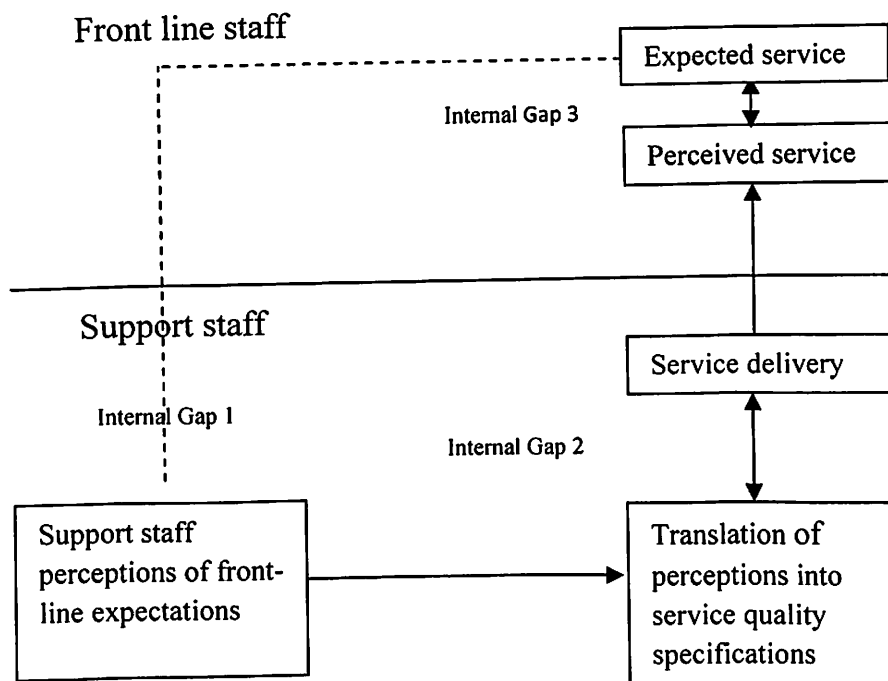 Front line staff
Expected service
Internal Gap 3
Perceived service
Support staff
Service delivery
Internal Gap 1
Internal Gap 2
Support staff
perceptions of front-
line expectations
Translation of
perceptions into
service quality
specifications